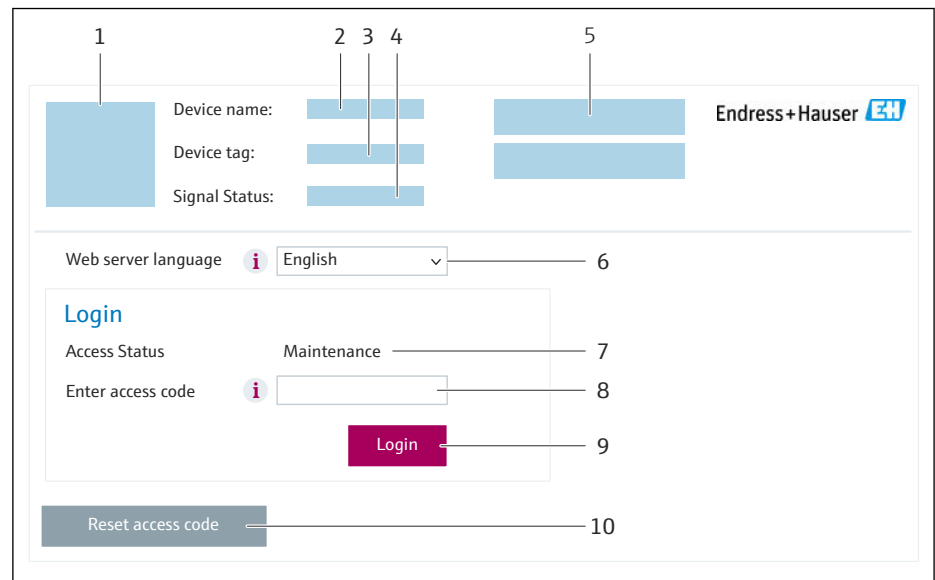 1 2 3 4 5
Device name:
Endress+Hauser EH
Device tag:
Signal Status:
Web server language i English 6
Login
Access Status Maintenance 7
Enter access code i 8
Login 9
Reset access code 10